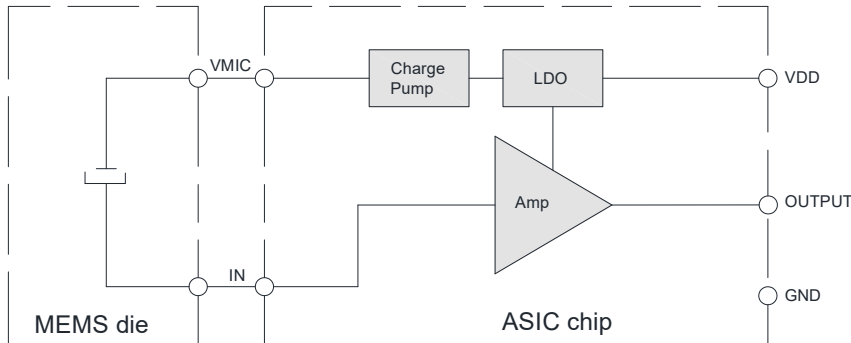 VMIC
Charge
Pump
LDO
VDD
Amp
OUTPUT
IN
GND
MEMS die
ASIC chip